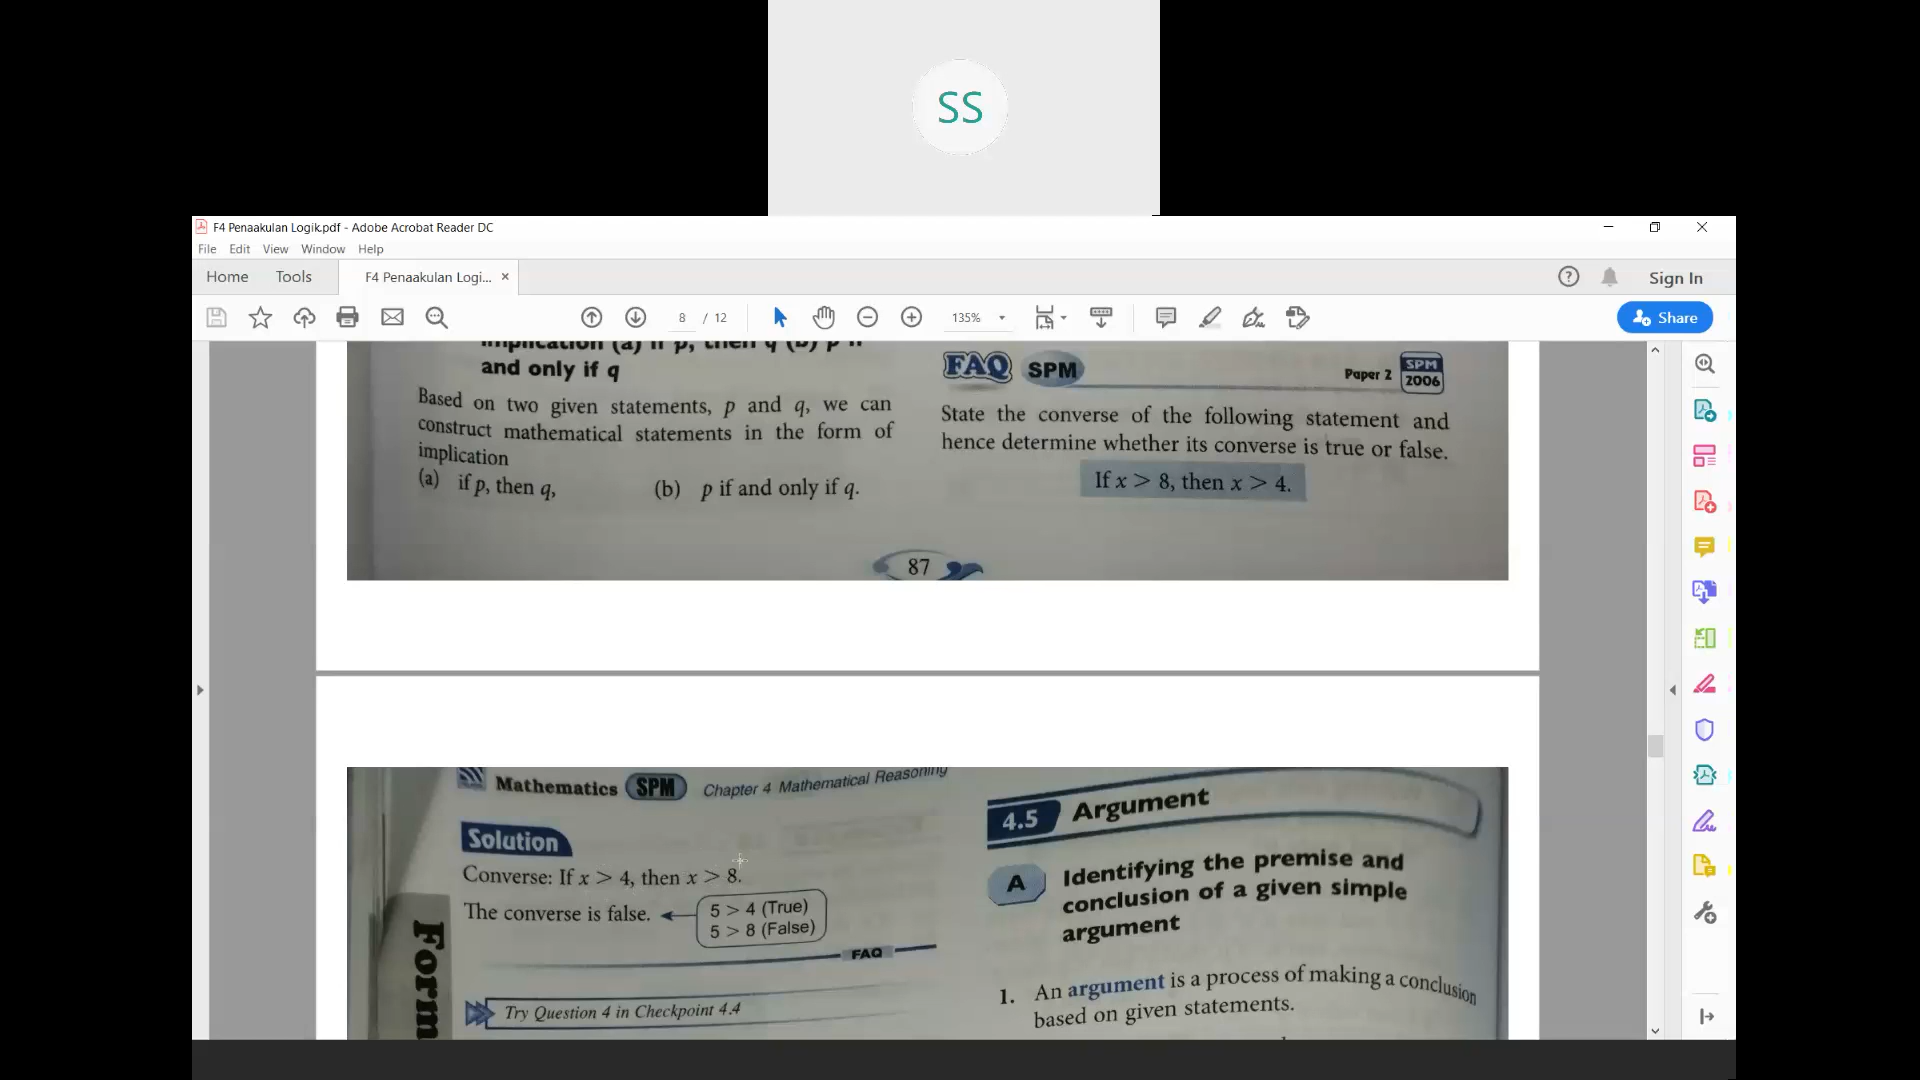 SS
F4 Penaakulan Logik.pdf - Adobe Acrobat Reader DC
File Edit View Window Help
Home Tools F4 Penaakulan Logi... × Sign In
8 / 12 135% Share
implication (a) if p, then q (b) p if
and only if q
Based on two given statements, p and q, we can
construct mathematical statements in the form of
implication
(a) if p, then q, (b) p if and only if q.
FAQ SPM Paper 2 SPM 2006
State the converse of the following statement and
hence determine whether its converse is true or false.
If x > 8, then x > 4.
87
Mathematics SPM Chapter 4 Mathematical Reasoning
Solution
Converse: If x > 4, then x > 8.
The converse is false.
5 > 4 (True)
5 > 8 (False)
FAQ
Try Question 4 in Checkpoint 4.4
Form
4.5 Argument
A Identifying the premise and
conclusion of a given simple
argument
1. An argument is a process of making a conclusion
based on given statements.